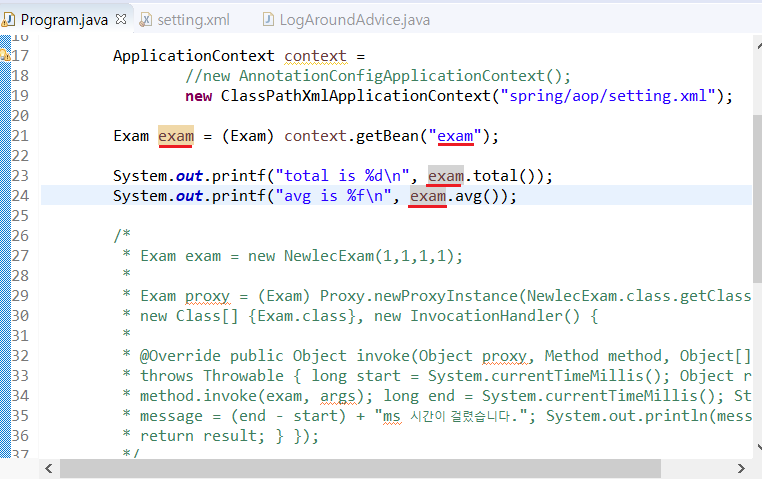 Program.java setting.xml LogAroundAdvice.java
16
17 ApplicationContext context =
18 //new AnnotationConfigApplicationContext();
19 new ClassPathXmlApplicationContext("spring/aop/setting.xml");
20
21 Exam exam = (Exam) context.getBean("exam");
22
23 System.out.printf("total is %d\n", exam.total());
24 System.out.printf("avg is %f\n", exam.avg());
25
26 /*
27 * Exam exam = new NewlecExam(1,1,1,1);
28 *
29 * Exam proxy = (Exam) Proxy.newProxyInstance(NewlecExam.class.getClass
30 * new Class[] {Exam.class}, new InvocationHandler() {
31 *
32 * @Override public Object invoke(Object proxy, Method method, Object[]
33 * throws Throwable { long start = System.currentTimeMillis(); Object r
34 * method.invoke(exam, args); long end = System.currentTimeMillis(); St
35 * message = (end - start) + "ms 시간이 걸렸습니다."; System.out.println(mess
36 * return result; } });
37 */